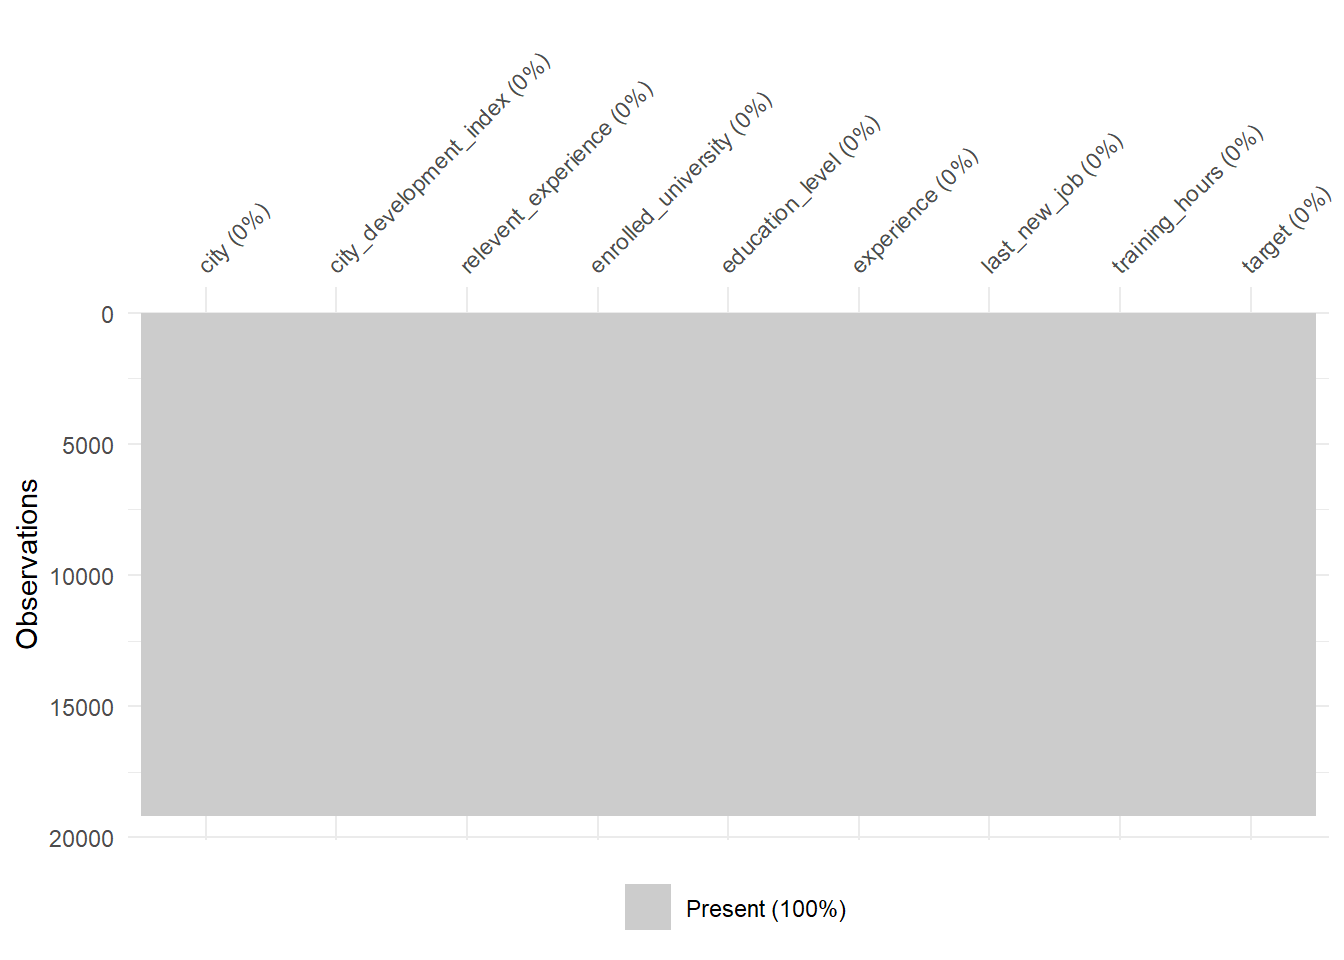 city (0%)
city_development_index (0%)
relevent_experience (0%)
enrolled_university (0%)
education_level (0%)
experience (0%)
last_new_job (0%)
training_hours (0%)
target (0%)
0
5000
10000
15000
20000
Observations
Present (100%)